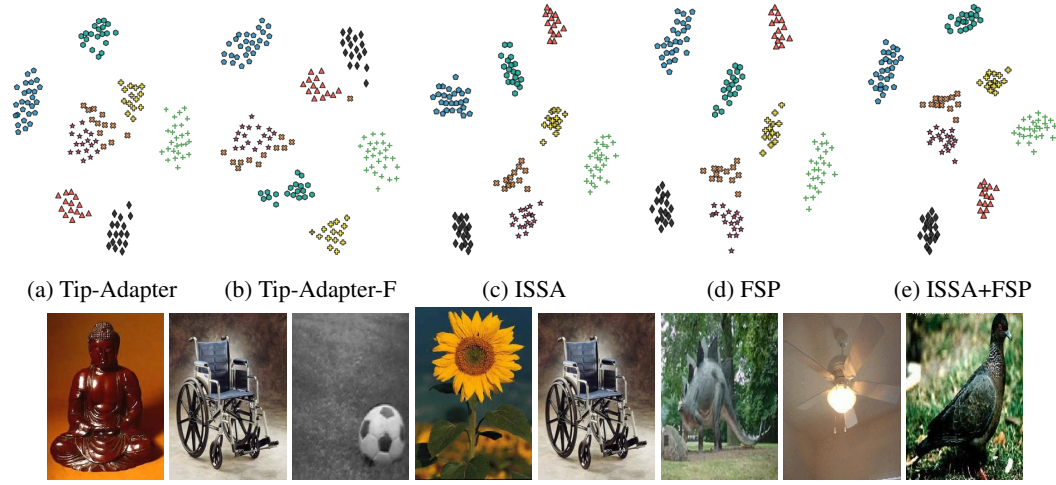 (a) Tip-Adapter
(b) Tip-Adapter-F
(c) ISSA
(d) FSP
(e) ISSA+FSP